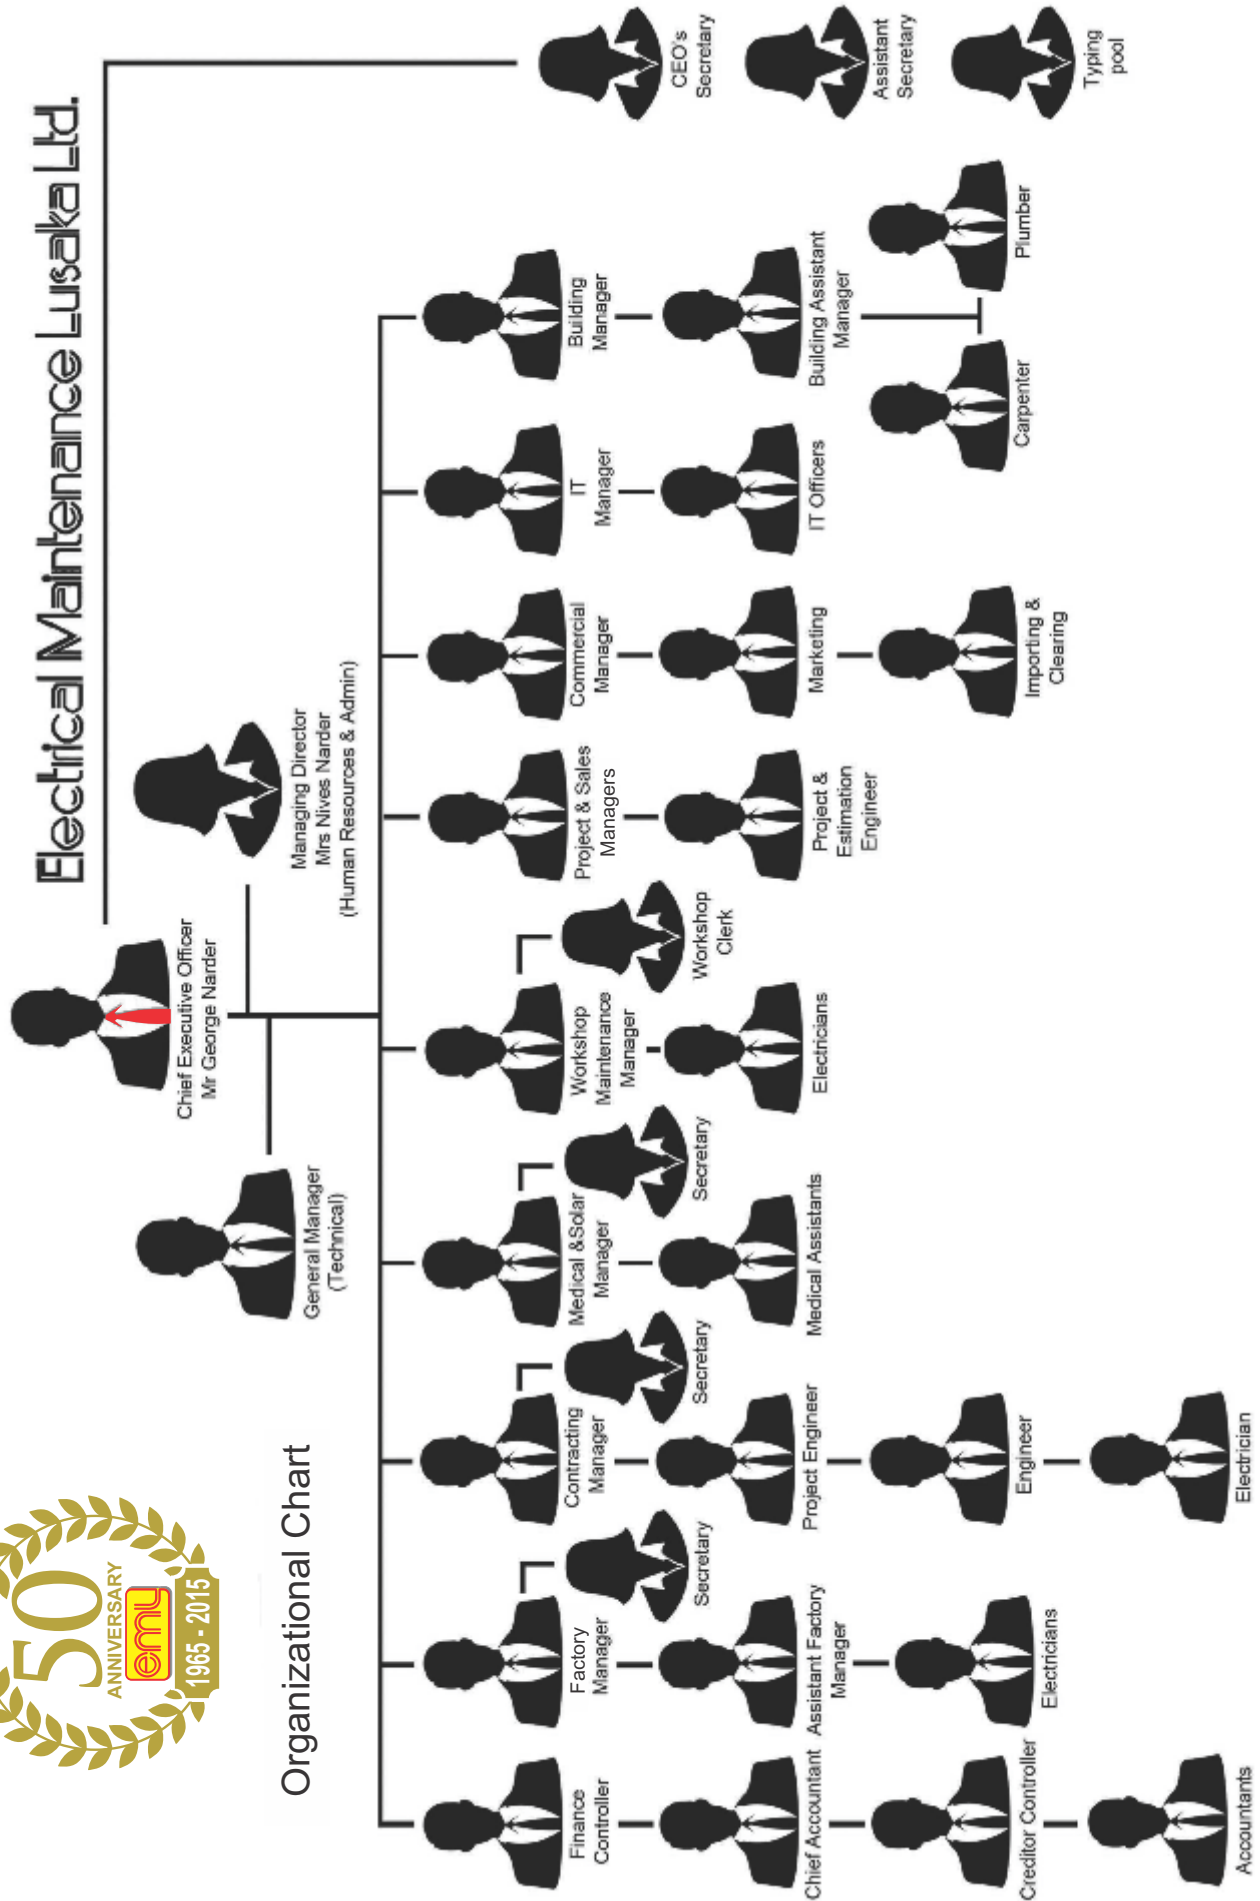 Electrical Maintenance Lusaka Ltd.
50
ANNIVERSARY
eml
1965 - 2015
Organizational Chart
Chief Executive Officer
Mr George Narder
General Manager
(Technical)
Managing Director
Mrs Nives Narder
(Human Resources & Admin)
CEO's
Secretary
Assistant
Secretary
Typing
pool
Finance
Controller
Chief Accountant
Creditor Controller
Accountants
Factory
Manager
Secretary
Assistant Factory
Manager
Electricians
Contracting
Manager
Secretary
Project Engineer
Engineer
Electrician
Medical &Solar
Manager
Secretary
Medical Assistants
Workshop
Maintenance
Manager
Workshop
Clerk
Electricians
Project & Sales
Managers
Project &
Estimation
Engineer
Commercial
Manager
Marketing
Importing &
Clearing
IT
Manager
IT Officers
Building
Manager
Building Assistant
Manager
Carpenter
Plumber